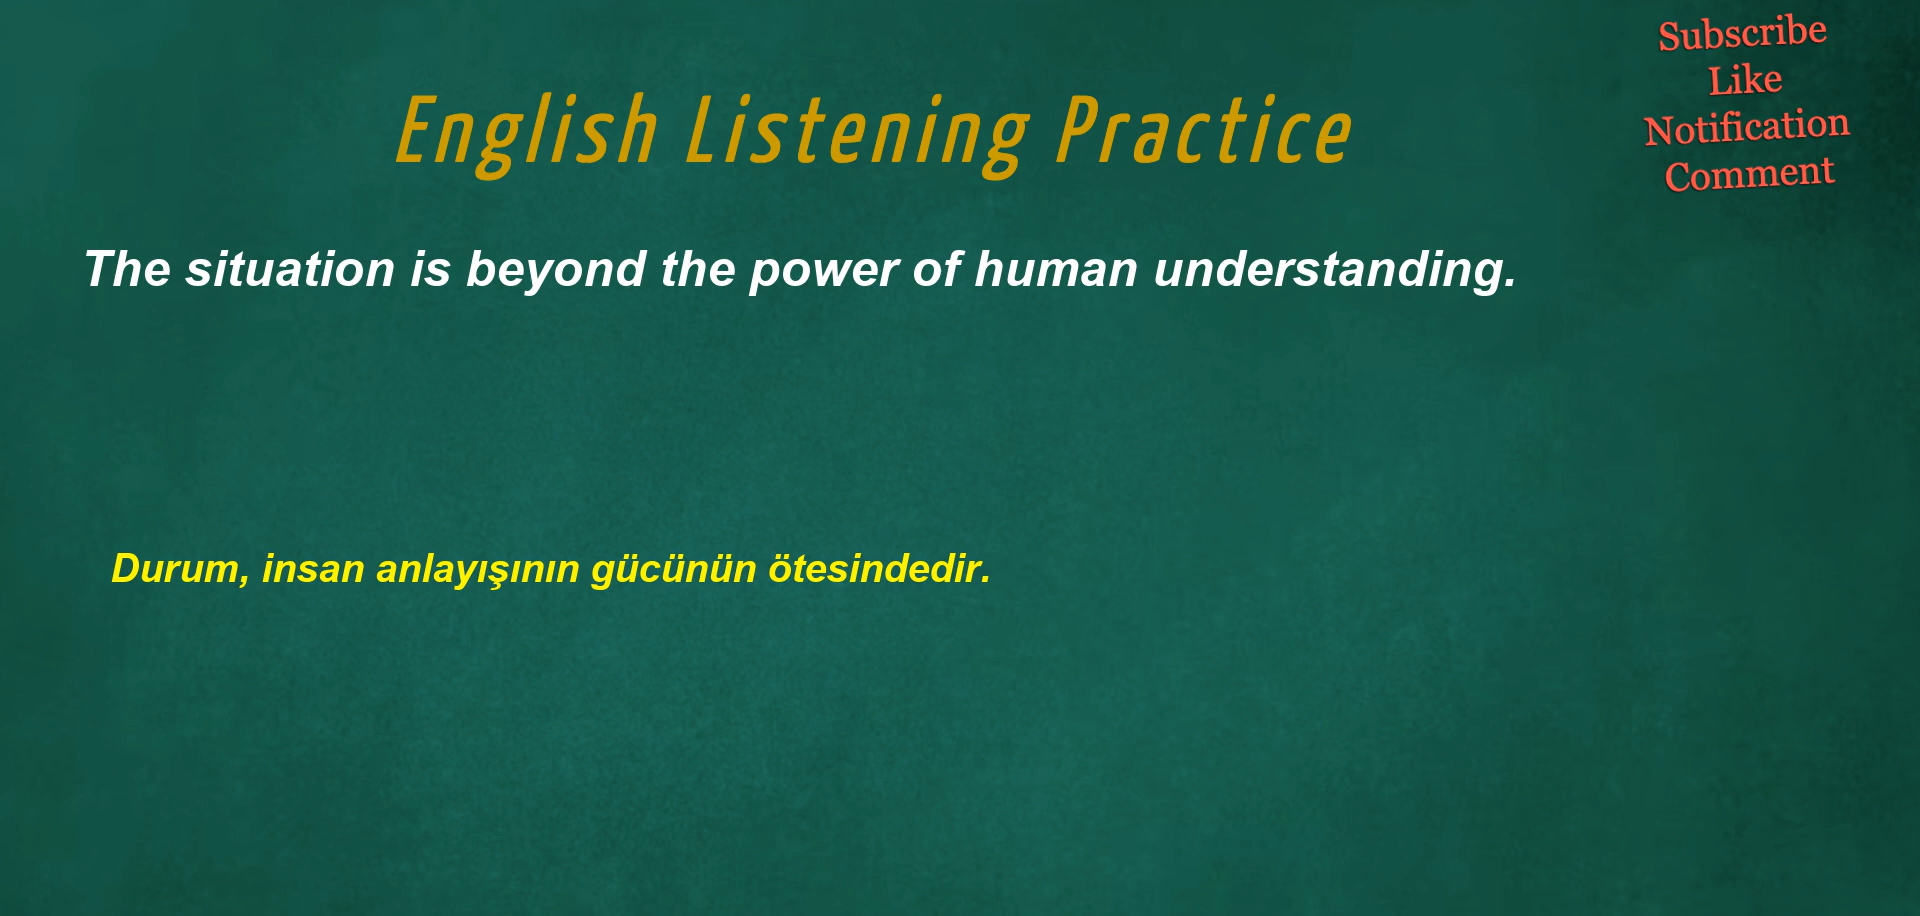 Subscribe
Like
Notification
Comment
English Listening Practice
The situation is beyond the power of human understanding.
Durum, insan anlayışının gücünün ötesindedir.